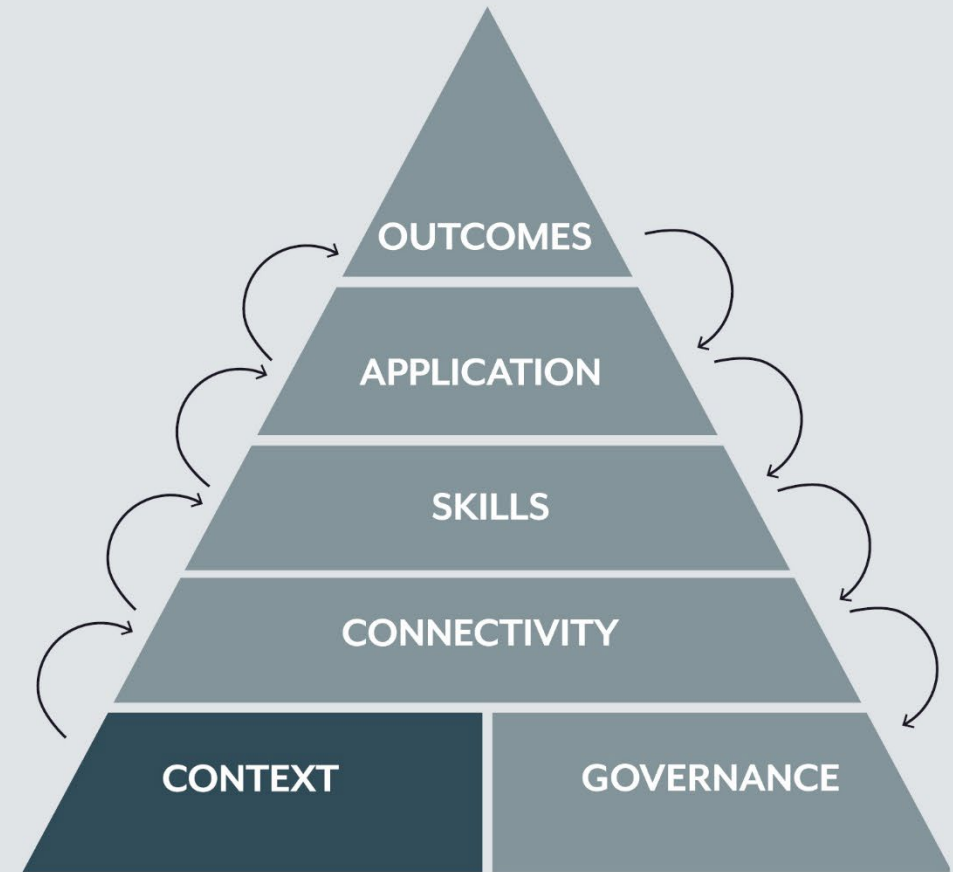 OUTCOMES
APPLICATION
SKILLS
CONNECTIVITY
CONTEXT
GOVERNANCE